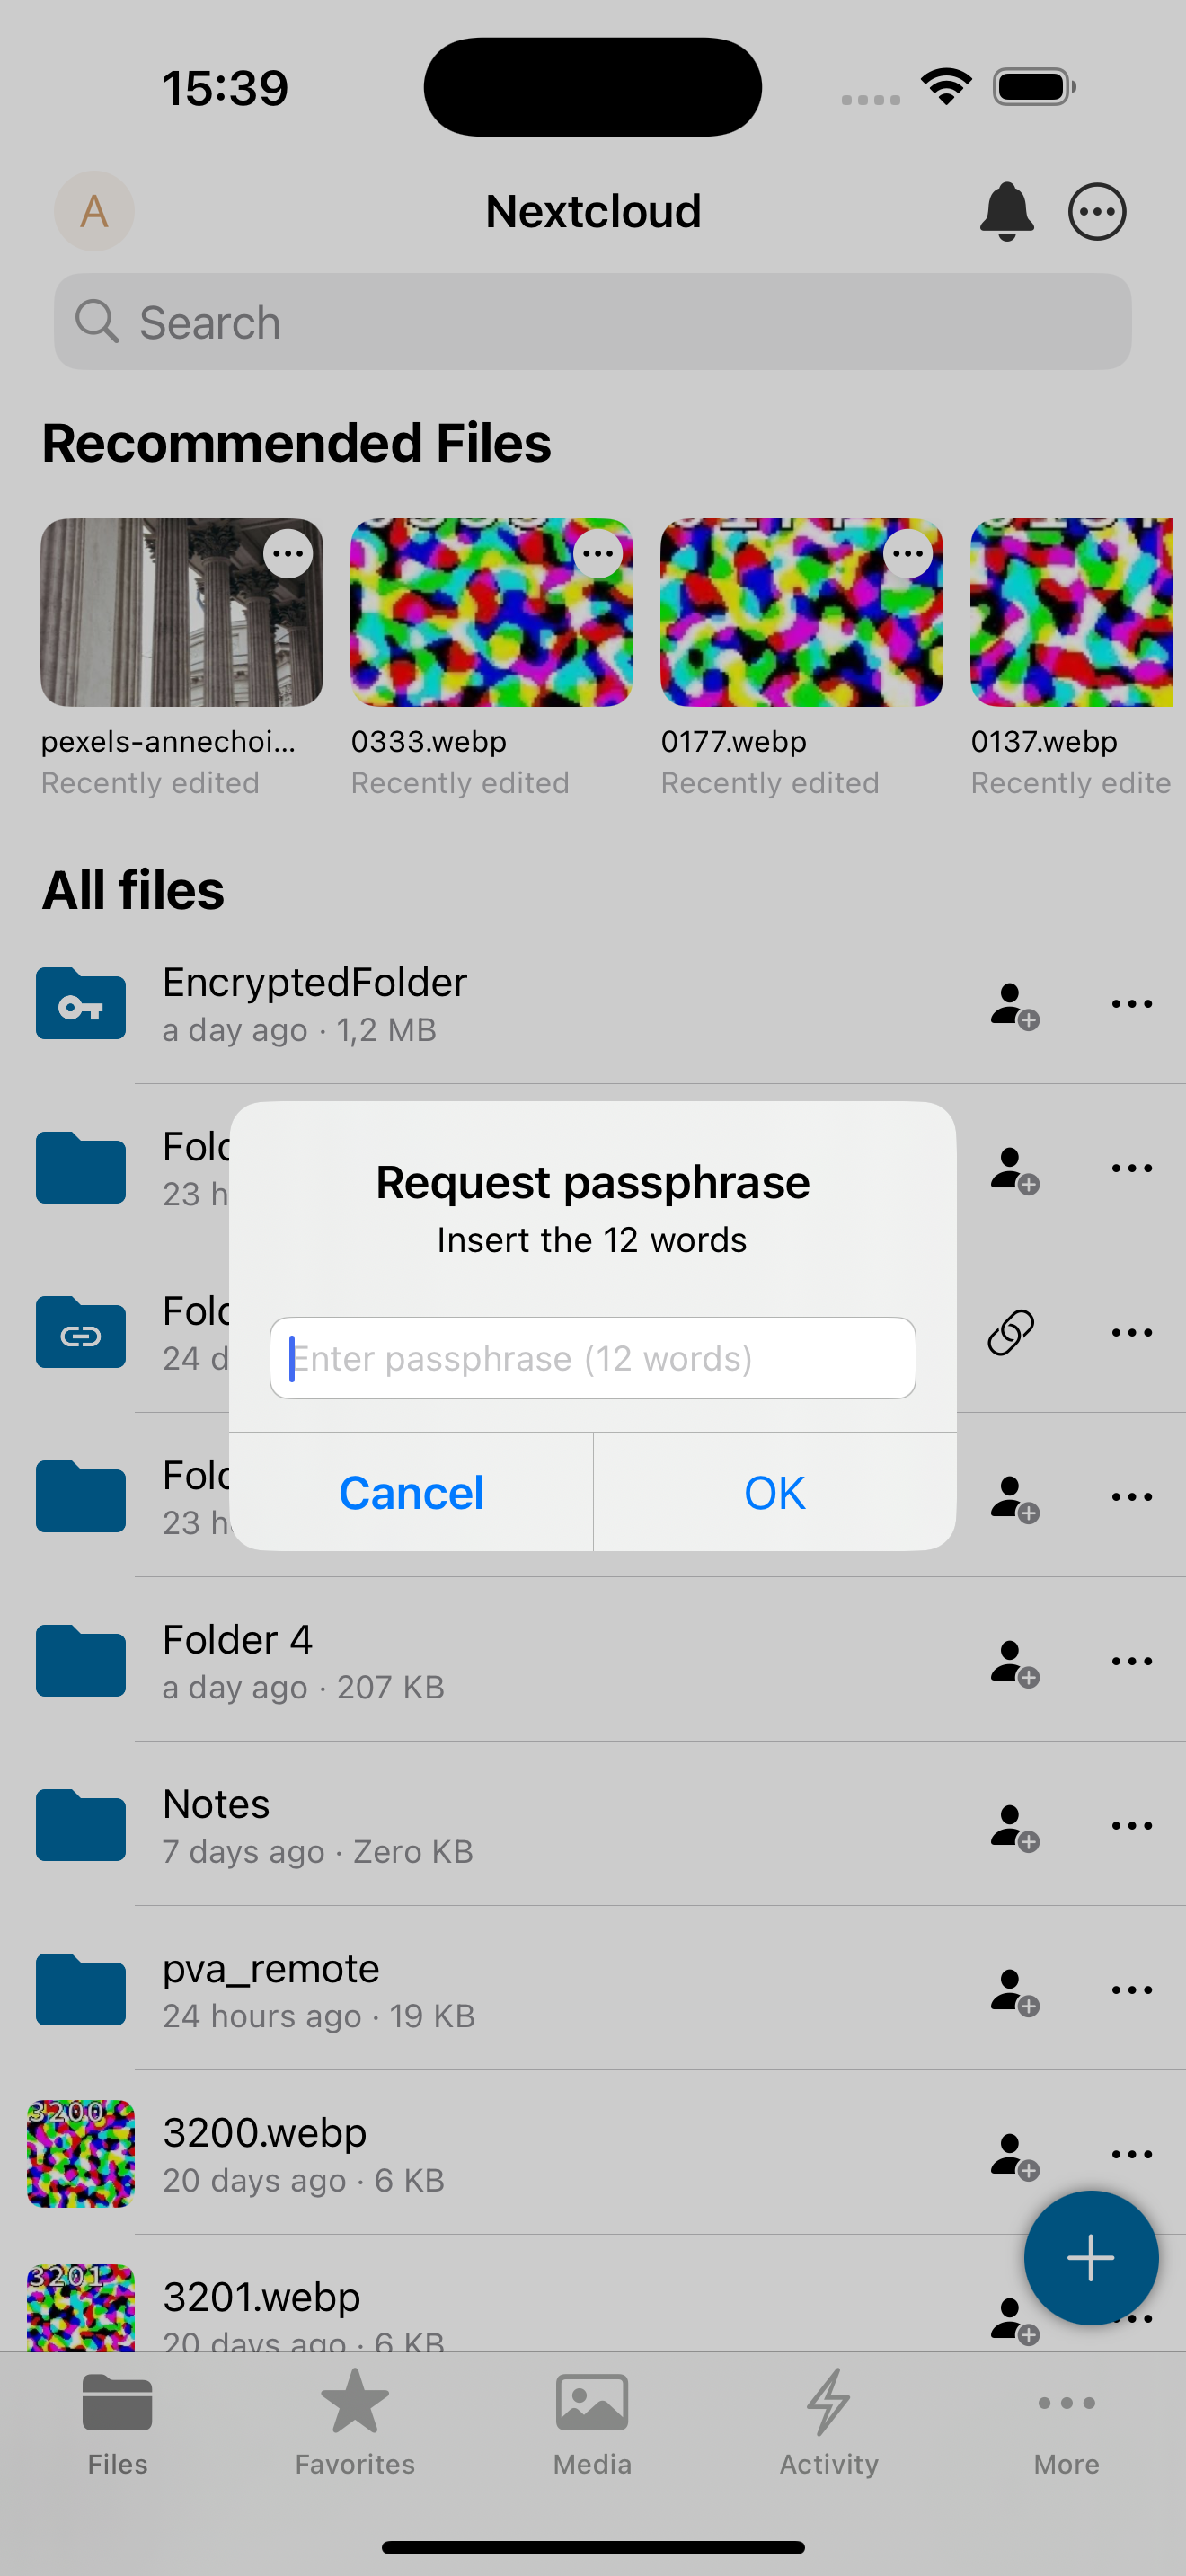 15:39
A
Nextcloud
Search
Recommended Files
pexels-annechoi...
Recently edited
0333.webp
Recently edited
0177.webp
Recently edited
0137.webp
Recently edite
All files
EncryptedFolder
a day ago · 1,2 MB
23 h
24 d
23 h
Request passphrase
Insert the 12 words
Enter passphrase (12 words)
Cancel
OK
Folder 4
a day ago · 207 KB
Notes
7 days ago · Zero KB
pva_remote
24 hours ago · 19 KB
3200
3200.webp
20 days ago · 6 KB
3201
3201.webp
20 days ago · 6 KB
Files
Favorites
Media
Activity
More